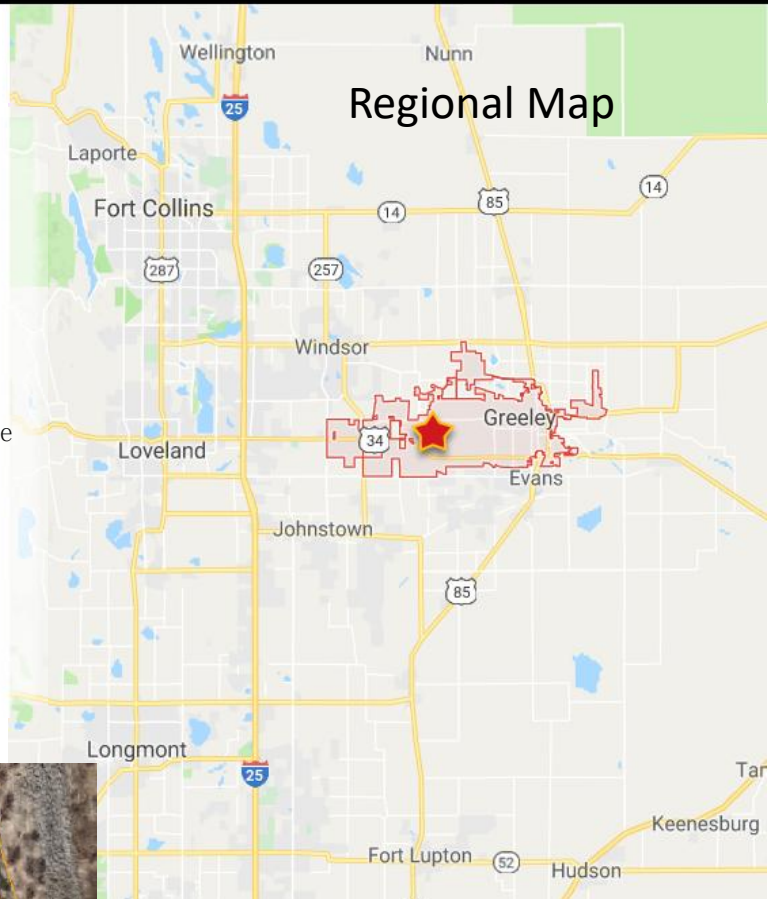 Wellington
Nunn
Regional Map
25
Laporte
14
Fort Collins
14
85
287
257
Windsor
Greeley
e
34
Loveland
Evans
Johnstown
85
Longmont
25
Tar
Keenesburg
Fort Lupton
52
Hudson